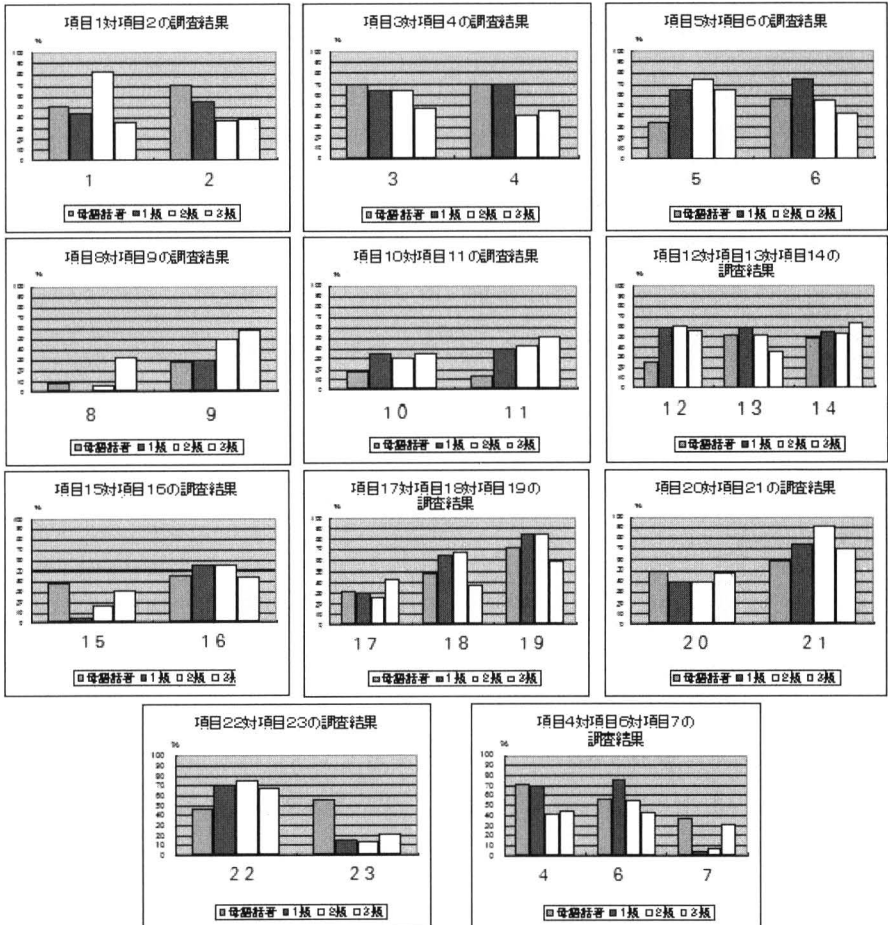 項目1対項目2の調査結果
%
1 2
母語話者 1級 2級 3級
項目3対項目4の調査結果
%
3 4
母語話者 1級 2級 3級
項目5対項目6の調査結果
%
5 6
母語話者 1級 2級 3級
項目8対項目9の調査結果
%
8 9
母語話者 1級 2級 3級
項目10対項目11の調査結果
%
10 11
母語話者 1級 2級 3級
項目12対項目13対項目14の
調査結果
%
12 13 14
母語話者 1級 2級 3級
項目15対項目16の調査結果
%
15 16
母語話者 1級 2級 3級
項目17対項目18対項目19の
調査結果
%
17 18 19
母語話者 1級 2級 3級
項目20対項目21の調査結果
%
20 21
母語話者 1級 2級 3級
項目22対項目23の調査結果
%
100
90
80
70
60
50
40
30
20
10
0
22 23
母語話者 1級 2級 3級
項目4対項目6対項目7の
調査結果
%
100
90
80
70
60
50
40
30
20
10
0
4 6 7
母語話者 1級 2級 3級